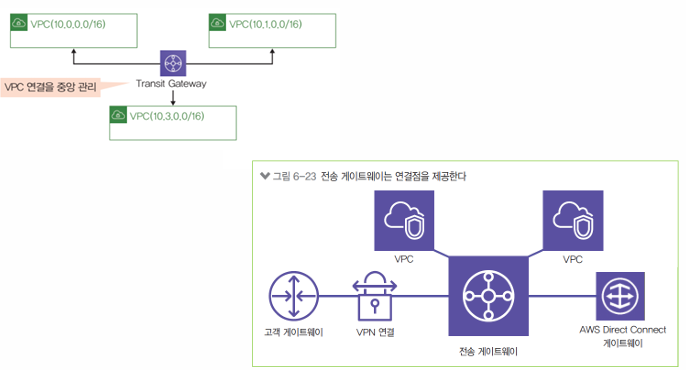 VPC(10,0,0,0/16)
VPC(10,1,0,0/16)
VPC 연결을 중앙 관리
Transit Gateway
VPC(10,3,0,0/16)
그림 6-23 전송 게이트웨이는 연결점을 제공한다
VPC
VPC
고객 게이트웨이
VPN 연결
전송 게이트웨이
AWS Direct Connect
게이트웨이